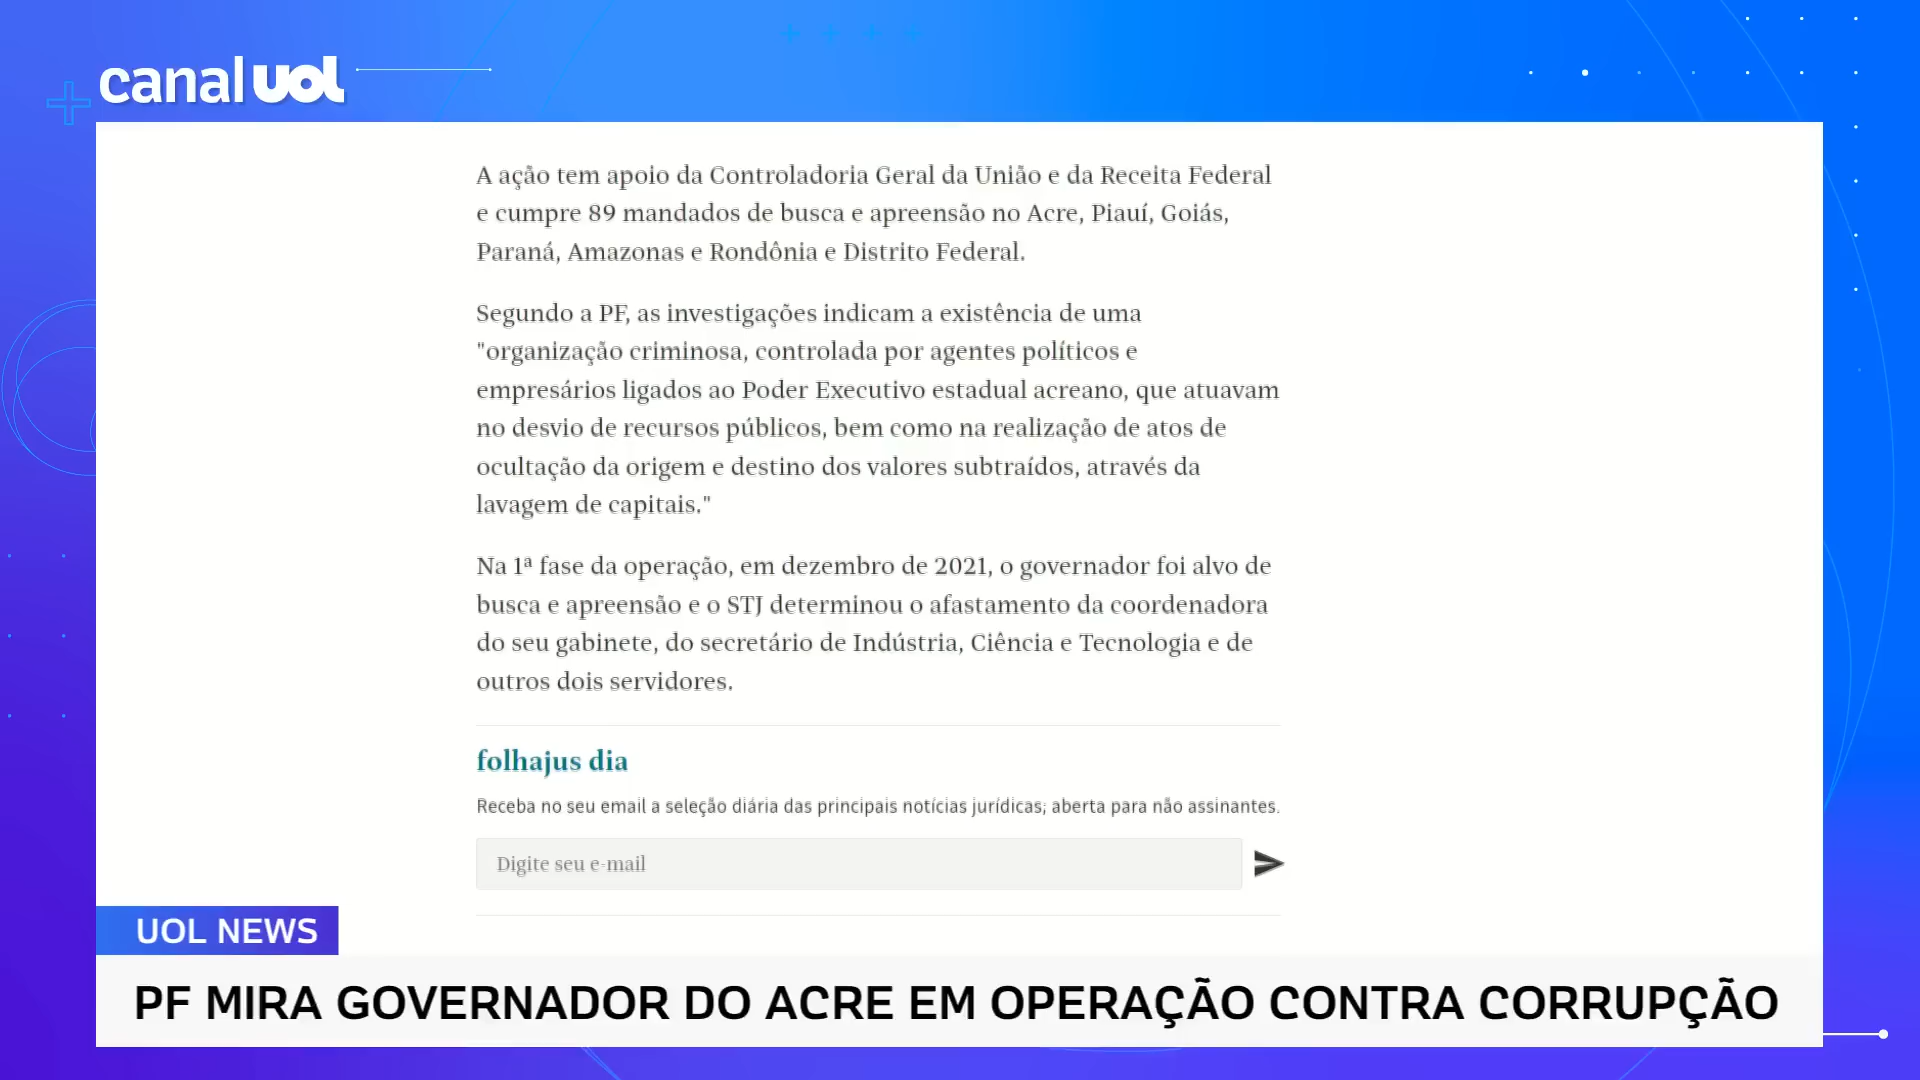 canal uol
A ação tem apoio da Controladoria Geral da União e da Receita Federal
e cumpre 89 mandados de busca e apreensão no Acre, Piauí, Goiás,
Paraná, Amazonas e Rondônia e Distrito Federal.
Segundo a PF, as investigações indicam a existência de uma
"organização criminosa, controlada por agentes políticos e
empresários ligados ao Poder Executivo estadual acreano, que atuavam
no desvio de recursos públicos, bem como na realização de atos de
ocultação da origem e destino dos valores subtraídos, através da
lavagem de capitais."
Na 1ª fase da operação, em dezembro de 2021, o governador foi alvo de
busca e apreensão e o STJ determinou o afastamento da coordenadora
do seu gabinete, do secretário de Indústria, Ciência e Tecnologia e de
outros dois servidores.
folhajus dia
Receba no seu email a seleção diária das principais notícias jurídicas; aberta para não assinantes.
Digite seu e-mail
UOL NEWS
PF MIRA GOVERNADOR DO ACRE EM OPERAÇÃO CONTRA CORRUPÇÃO